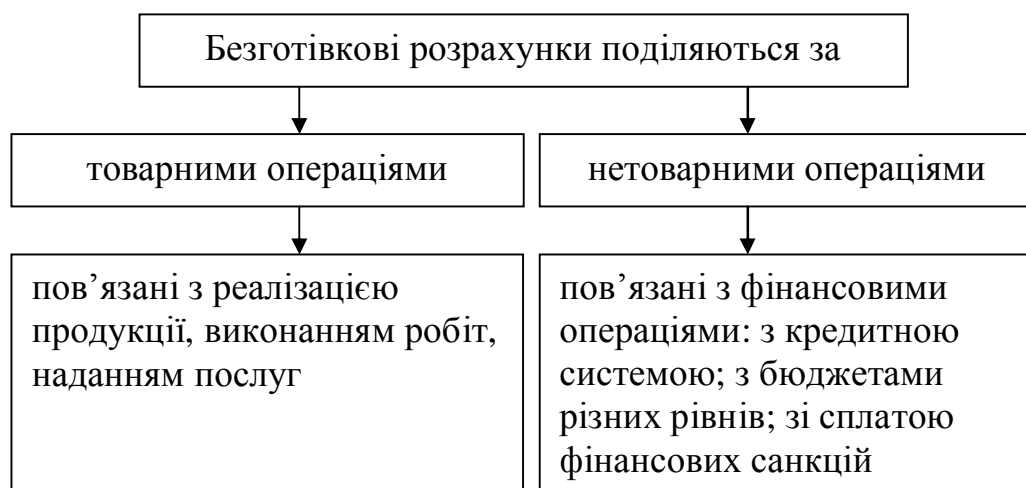 Безготівкові розрахунки поділяються за
товарними операціями
нетоварними операціями
пов’язані з реалізацією
продукції, виконанням робіт,
наданням послуг
пов’язані з фінансовими
операціями: з кредитною
системою; з бюджетами
різних рівнів; зі сплатою
фінансових санкцій